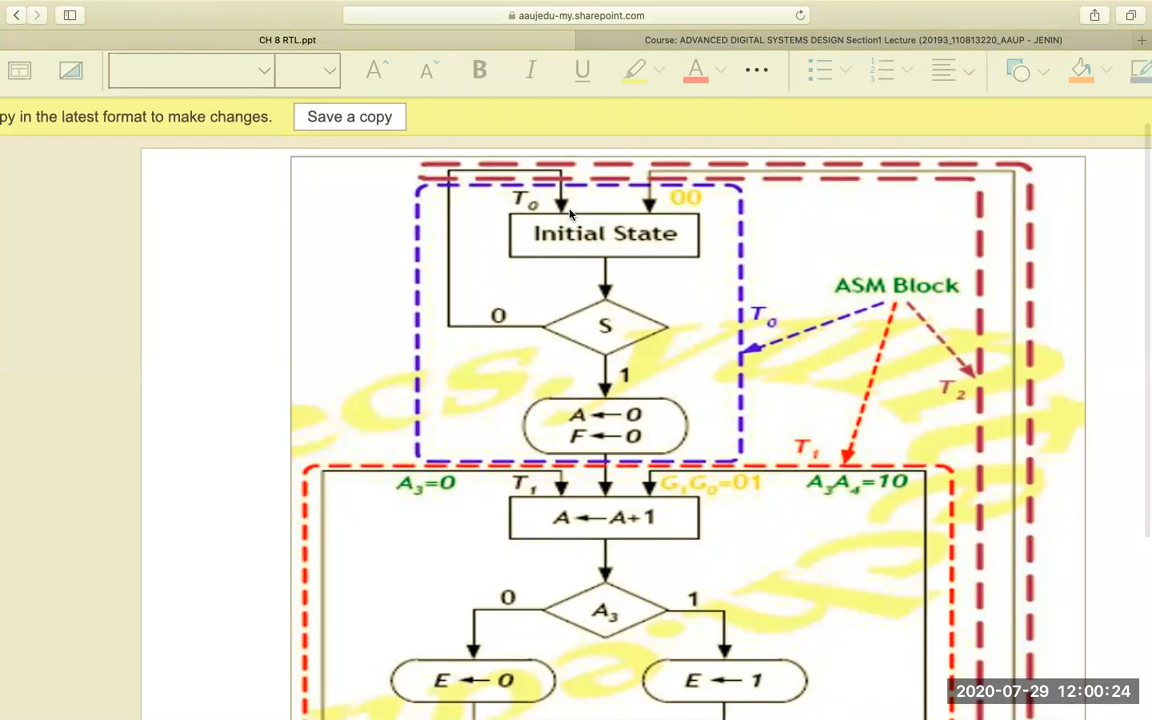 aaujedu-my.sharepoint.com
CH 8 RTL.ppt
Course: ADVANCED DIGITAL SYSTEMS DESIGN Section1 Lecture (20193_110813220_AAUP - JENIN)
A A B I U A
py in the latest format to make changes. Save a copy
T0 00
Initial State
ASM Block
0 S T0
1 T2
A ← 0
F ← 0
T1
A3=0 T1 G1G0=01 A3A4=10
A ← A+1
0 A3 1
E ← 0 E ← 1
2020-07-29 12:00:24